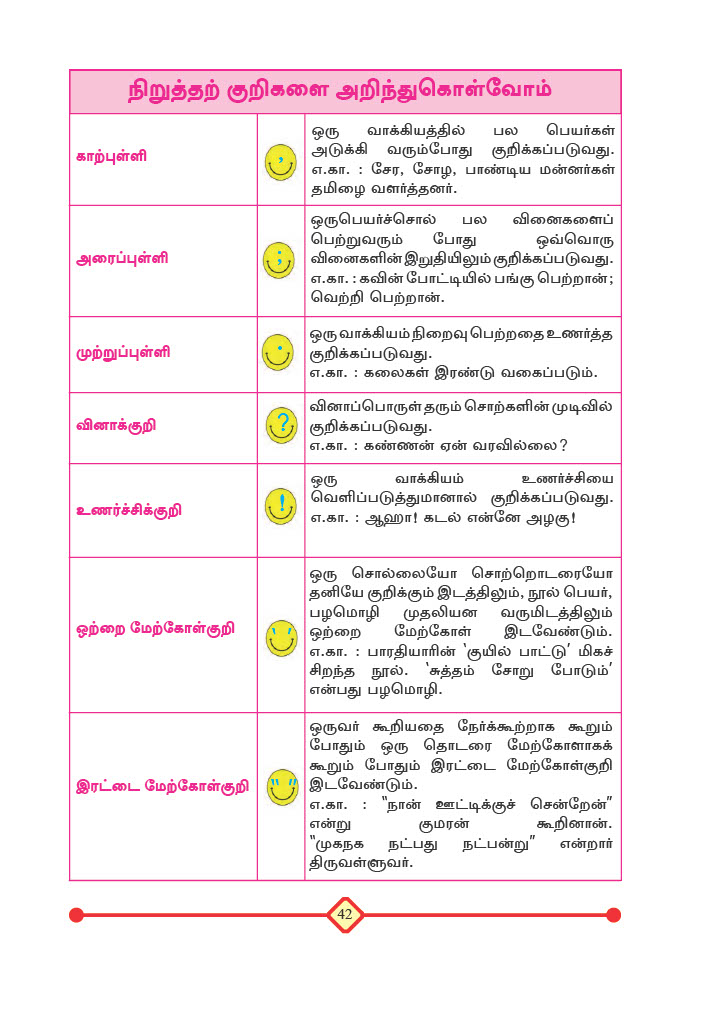 நிறுத்தற் குறிகளை அறிந்துகொள்வோம்
காற்புள்ளி
,
ஒரு வாக்கியத்தில் பல பெயர்கள்
அடுக்கி வரும்போது குறிக்கப்படுவது.
எ.கா. : சேர, சோழ, பாண்டிய மன்னர்கள்
தமிழை வளர்த்தனர்.
அரைப்புள்ளி
;
ஒருபெயர்ச்சொல் பல வினைகளைப்
பெற்றுவரும் போது ஒவ்வொரு
வினைகளின் இறுதியிலும் குறிக்கப்படுவது.
எ.கா. : கவின் போட்டியில் பங்கு பெற்றான்;
வெற்றி பெற்றான்.
முற்றுப்புள்ளி
.
ஒரு வாக்கியம் நிறைவு பெற்றதை உணர்த்த
குறிக்கப்படுவது.
எ.கா. : கலைகள் இரண்டு வகைப்படும்.
வினாக்குறி
?
வினாப்பொருள் தரும் சொற்களின் முடிவில்
குறிக்கப்படுவது.
எ.கா. : கண்ணன் ஏன் வரவில்லை?
உணர்ச்சிக்குறி
!
ஒரு வாக்கியம் உணர்ச்சியை
வெளிப்படுத்துமானால் குறிக்கப்படுவது.
எ.கா. : ஆஹா! கடல் என்னே அழகு!
ஒற்றை மேற்கோள்குறி
‘ ’
ஒரு சொல்லையோ சொற்றொடரையோ
தனியே குறிக்கும் இடத்திலும், நூல் பெயர்,
பழமொழி முதலியன வருமிடத்திலும்
ஒற்றை மேற்கோள் இடவேண்டும்.
எ.கா. : பாரதியாரின் ‘குயில் பாட்டு’ மிகச்
சிறந்த நூல். ‘சுத்தம் சோறு போடும்’
என்பது பழமொழி.
இரட்டை மேற்கோள்குறி
“ ”
ஒருவர் கூறியதை நேர்க்கூற்றாக கூறும்
போதும் ஒரு தொடரை மேற்கோளாகக்
கூறும் போதும் இரட்டை மேற்கோள்குறி
இடவேண்டும்.
எ.கா. : “நான் ஊட்டிக்குச் சென்றேன்”
என்று குமரன் கூறினான்.
“முகநக நட்பது நட்பன்று” என்றார்
திருவள்ளுவர்.
42